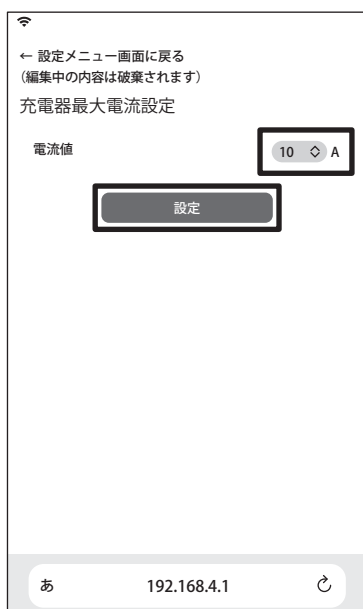 ← 設定メニュー画面に戻る
（編集中の内容は破棄されます）
充電器最大電流設定
電流値 10 A
設定
あ 192.168.4.1